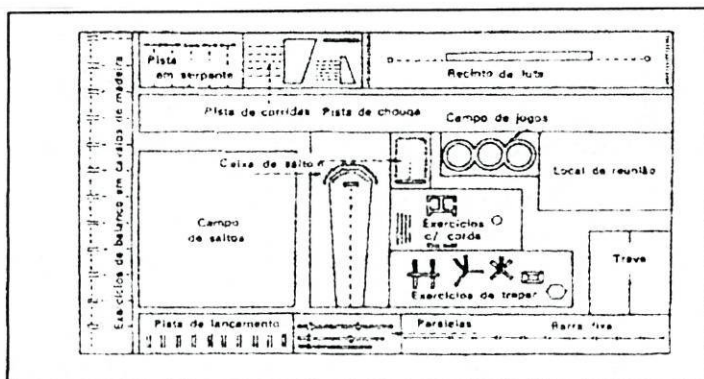 Pista
em serpante
Recinto de luta
Pista de corridas Pista de chouqa
Campo de jogos
Exercícios de balanço em cavalos de madeira
Caixa de salto
Local de reunião
Campo
de saltos
Exercícios
c/ corda
Trave
Exercícios de trepar
Pista de lançamento
Paralelas
Barra fixa